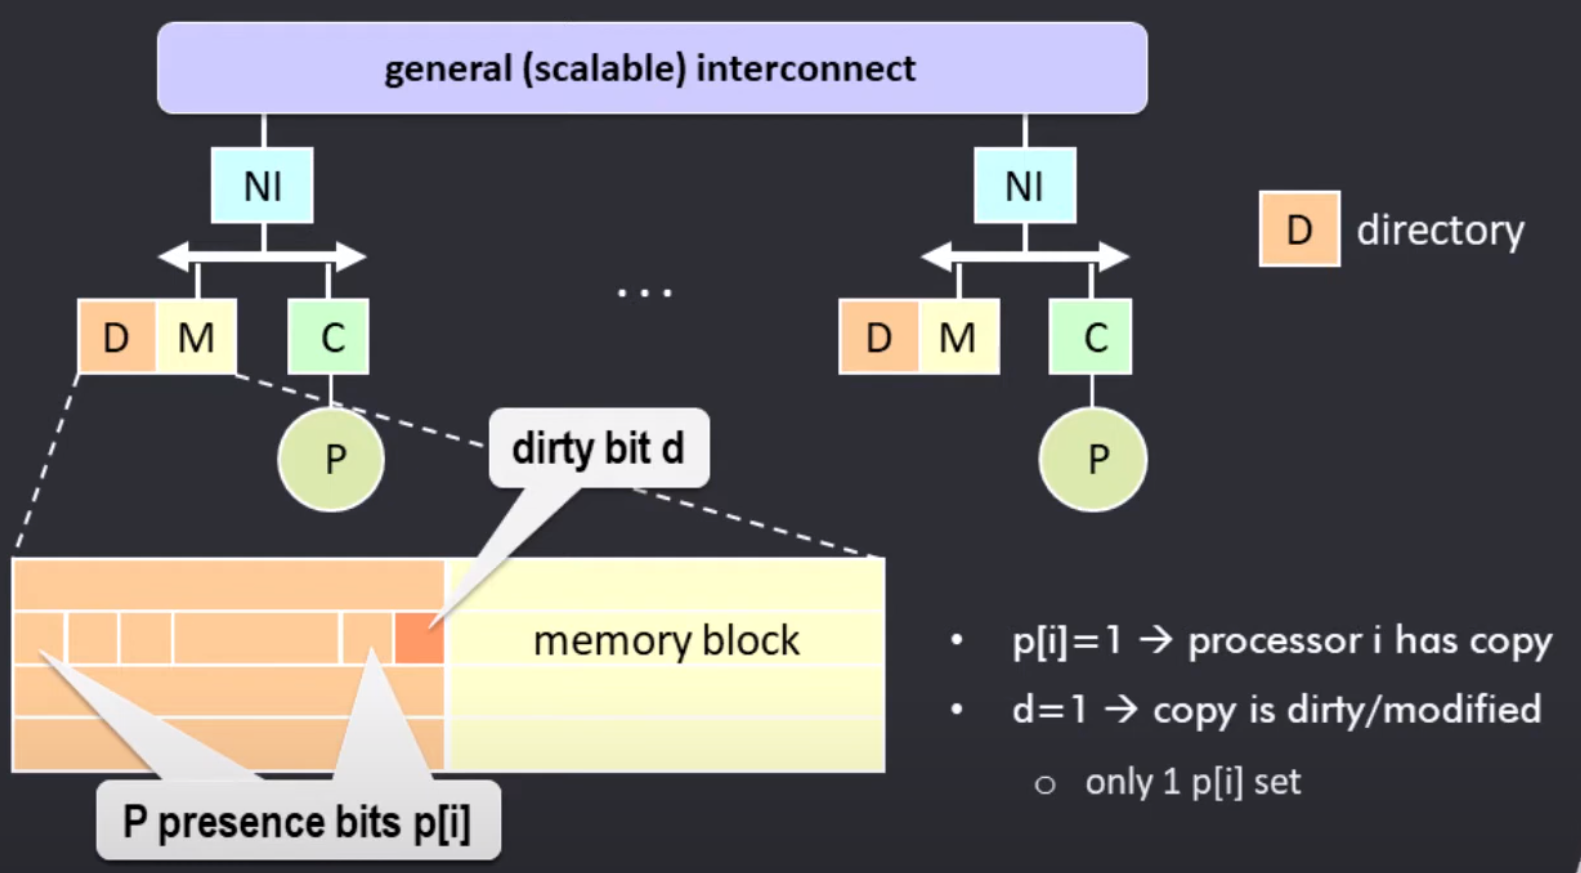 general (scalable) interconnect
NI
NI
D
directory
...
D
M
C
D
M
C
P
P
dirty bit d
memory block
• p[i]=1 → processor i has copy
• d=1 → copy is dirty/modified
o only 1 p[i] set
P presence bits p[i]